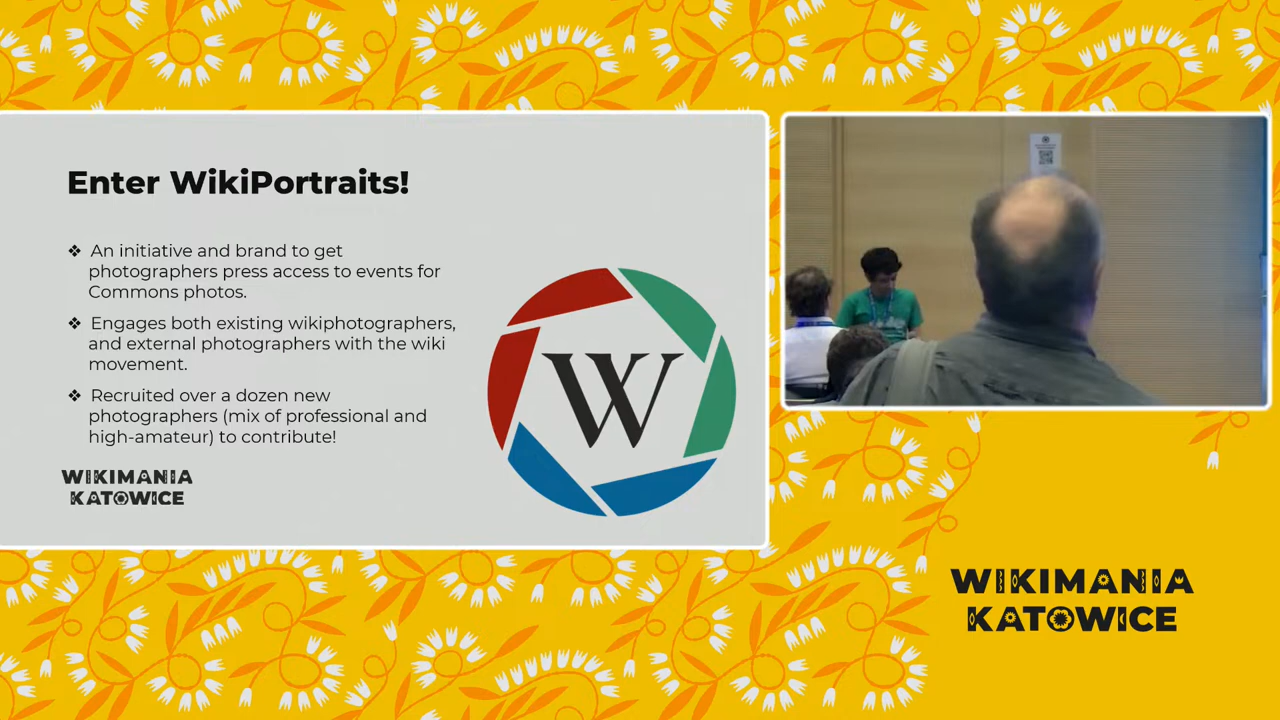 Enter WikiPortraits!
❖ An initiative and brand to get
photographers press access to events for
Commons photos.
❖ Engages both existing wikiphotographers,
and external photographers with the wiki
movement.
❖ Recruited over a dozen new
photographers (mix of professional and
high-amateur) to contribute!
WIKIMANIA
KATOWICE
W
WIKIMANIA
KATOWICE